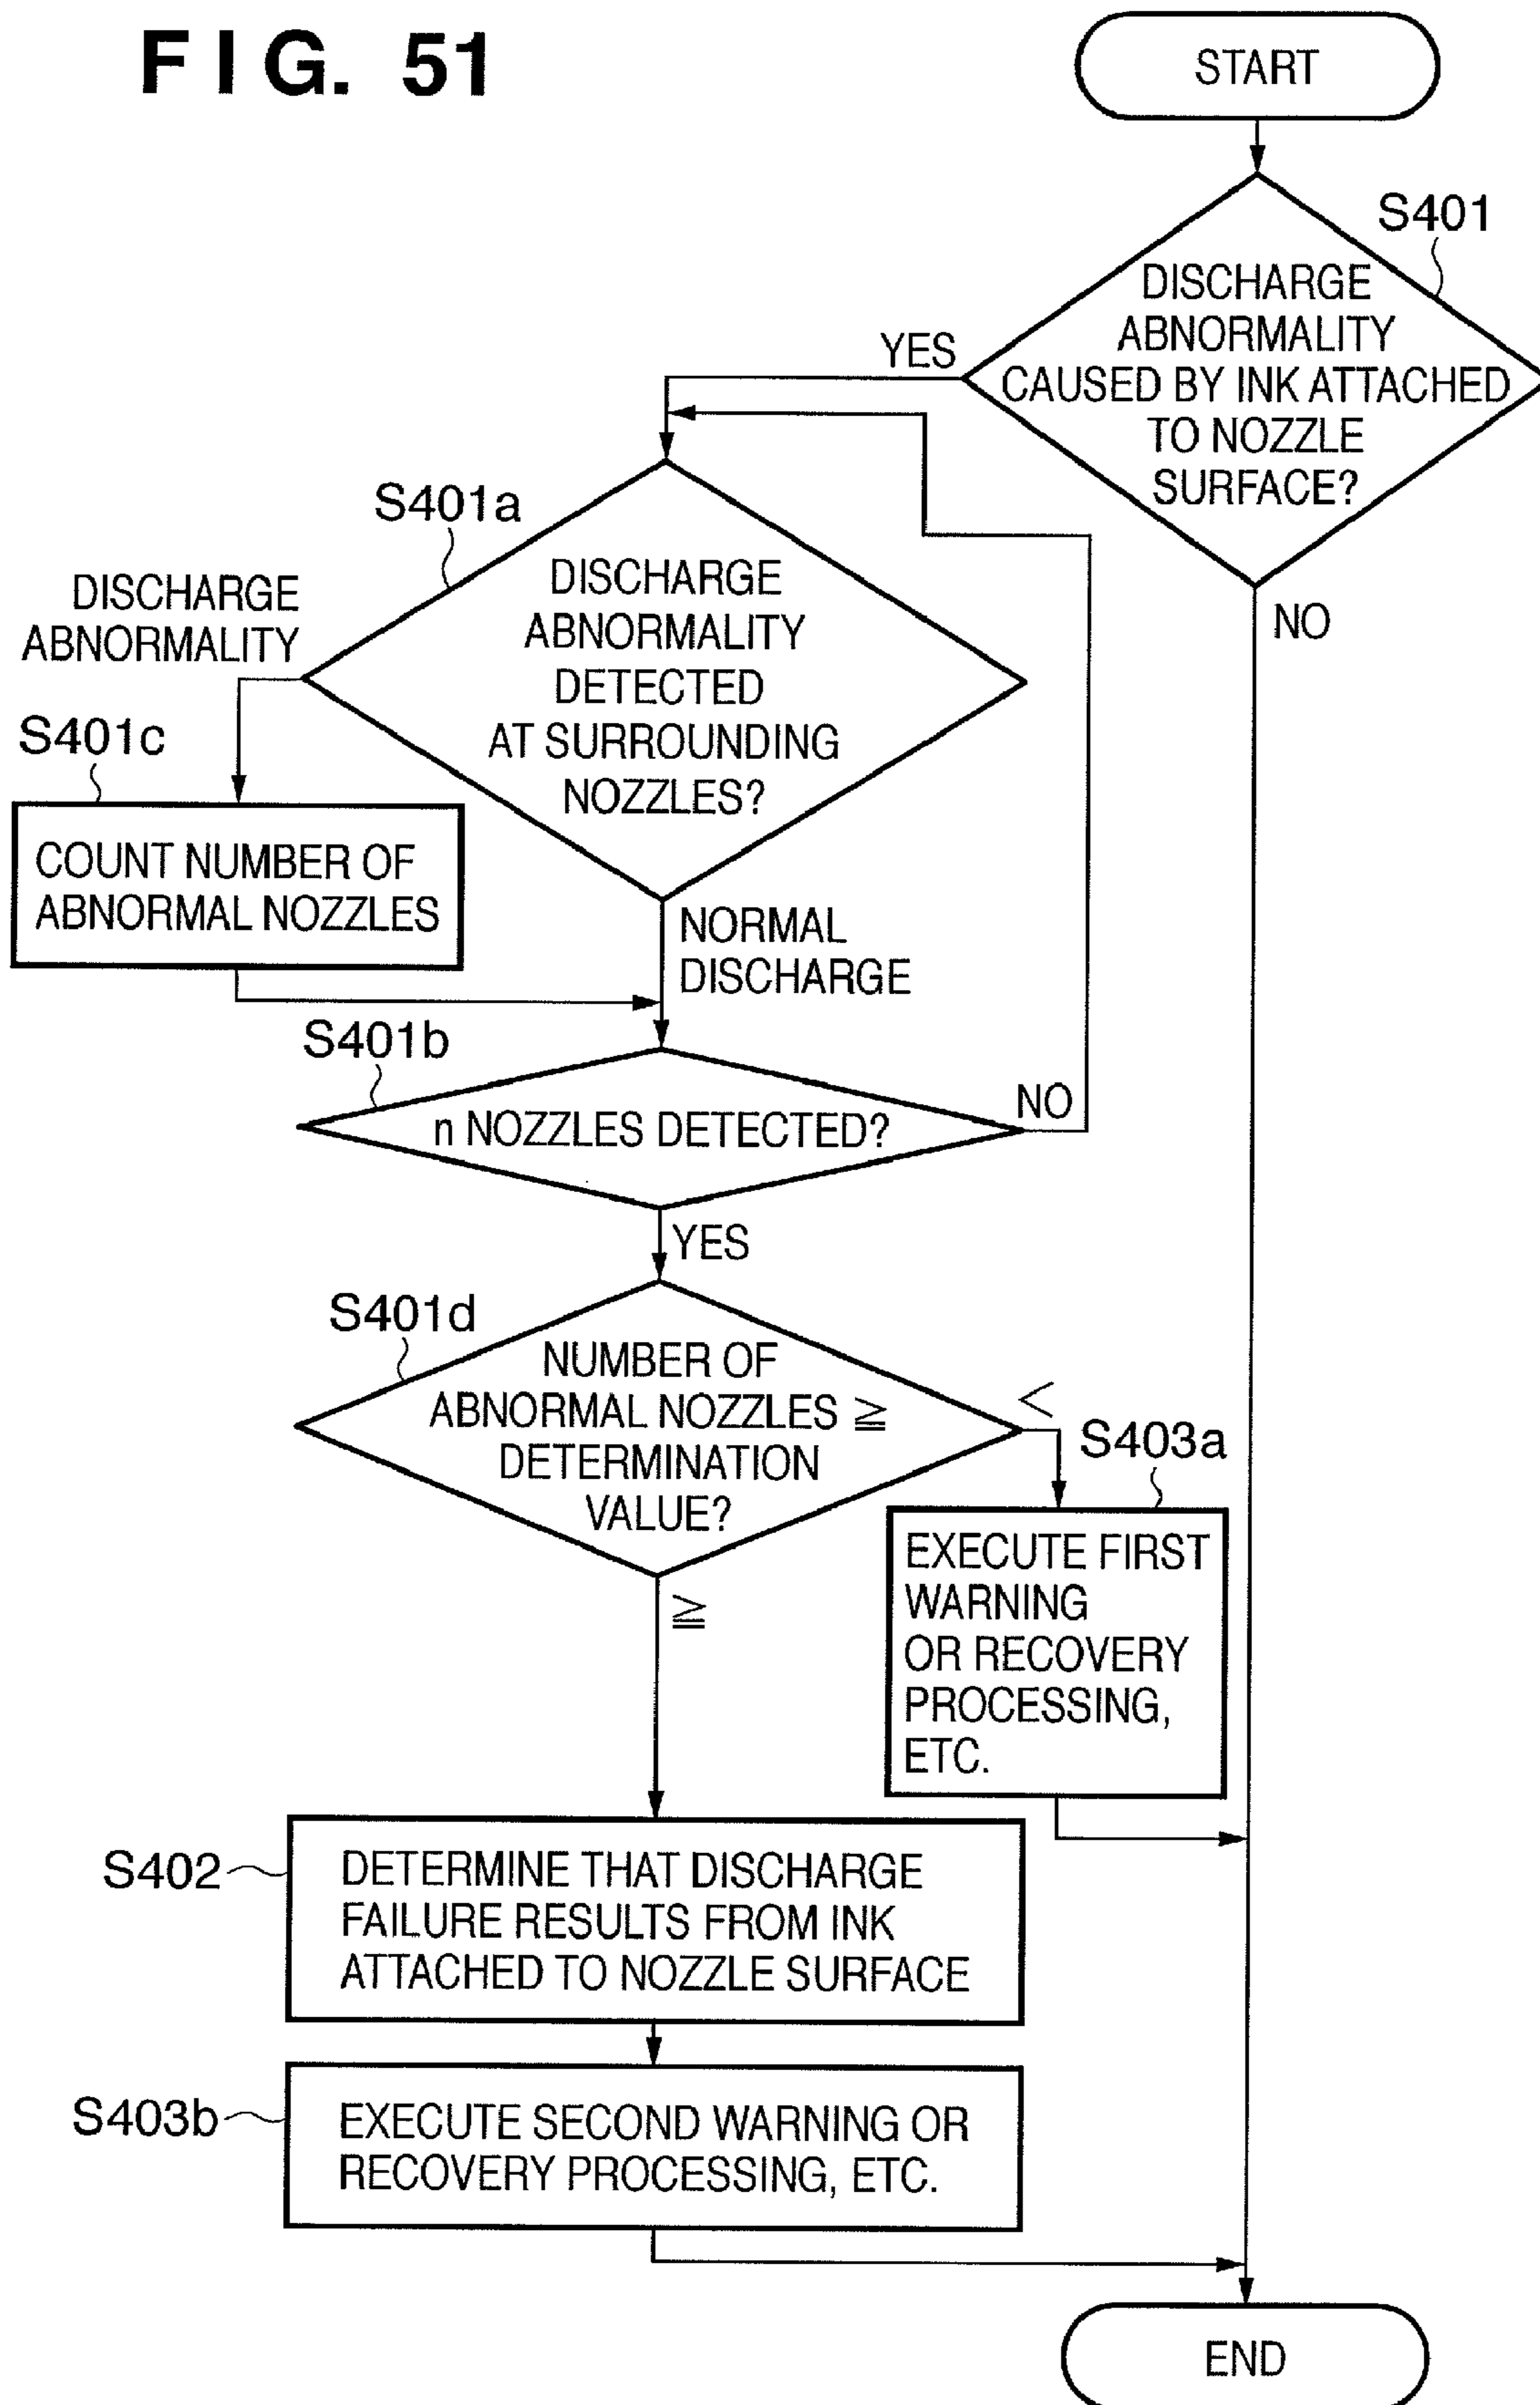 FIG. 51
START
S401
DISCHARGE
ABNORMALITY
CAUSED BY INK ATTACHED
TO NOZZLE
SURFACE?
YES
NO
S401a
DISCHARGE
ABNORMALITY
DETECTED
AT SURROUNDING
NOZZLES?
DISCHARGE
ABNORMALITY
S401c
COUNT NUMBER OF
ABNORMAL NOZZLES
NORMAL
DISCHARGE
S401b
n NOZZLES DETECTED?
NO
YES
S401d
NUMBER OF
ABNORMAL NOZZLES ≧
DETERMINATION
VALUE?
<
≧
S403a
EXECUTE FIRST
WARNING
OR RECOVERY
PROCESSING,
ETC.
S402
DETERMINE THAT DISCHARGE
FAILURE RESULTS FROM INK
ATTACHED TO NOZZLE SURFACE
S403b
EXECUTE SECOND WARNING OR
RECOVERY PROCESSING, ETC.
END